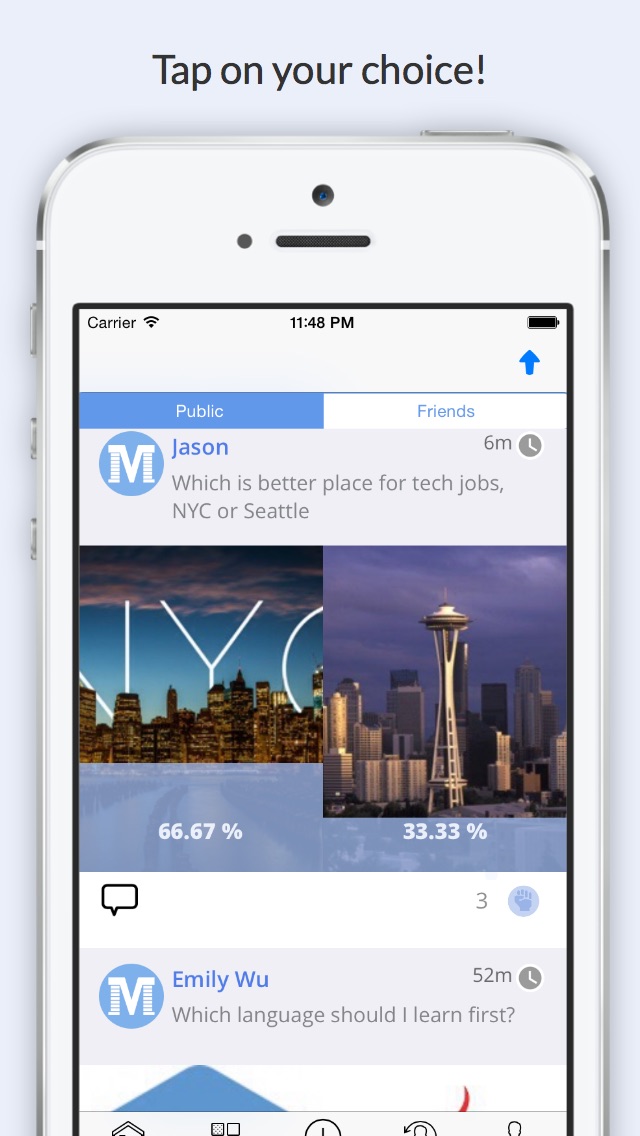 Tap on your choice!
Carrier
11:48 PM
Public
Friends
M
Jason
6m
Which is better place for tech jobs,
NYC or Seattle
NYC
66.67 %
33.33 %
3
M
Emily Wu
52m
Which language should I learn first?